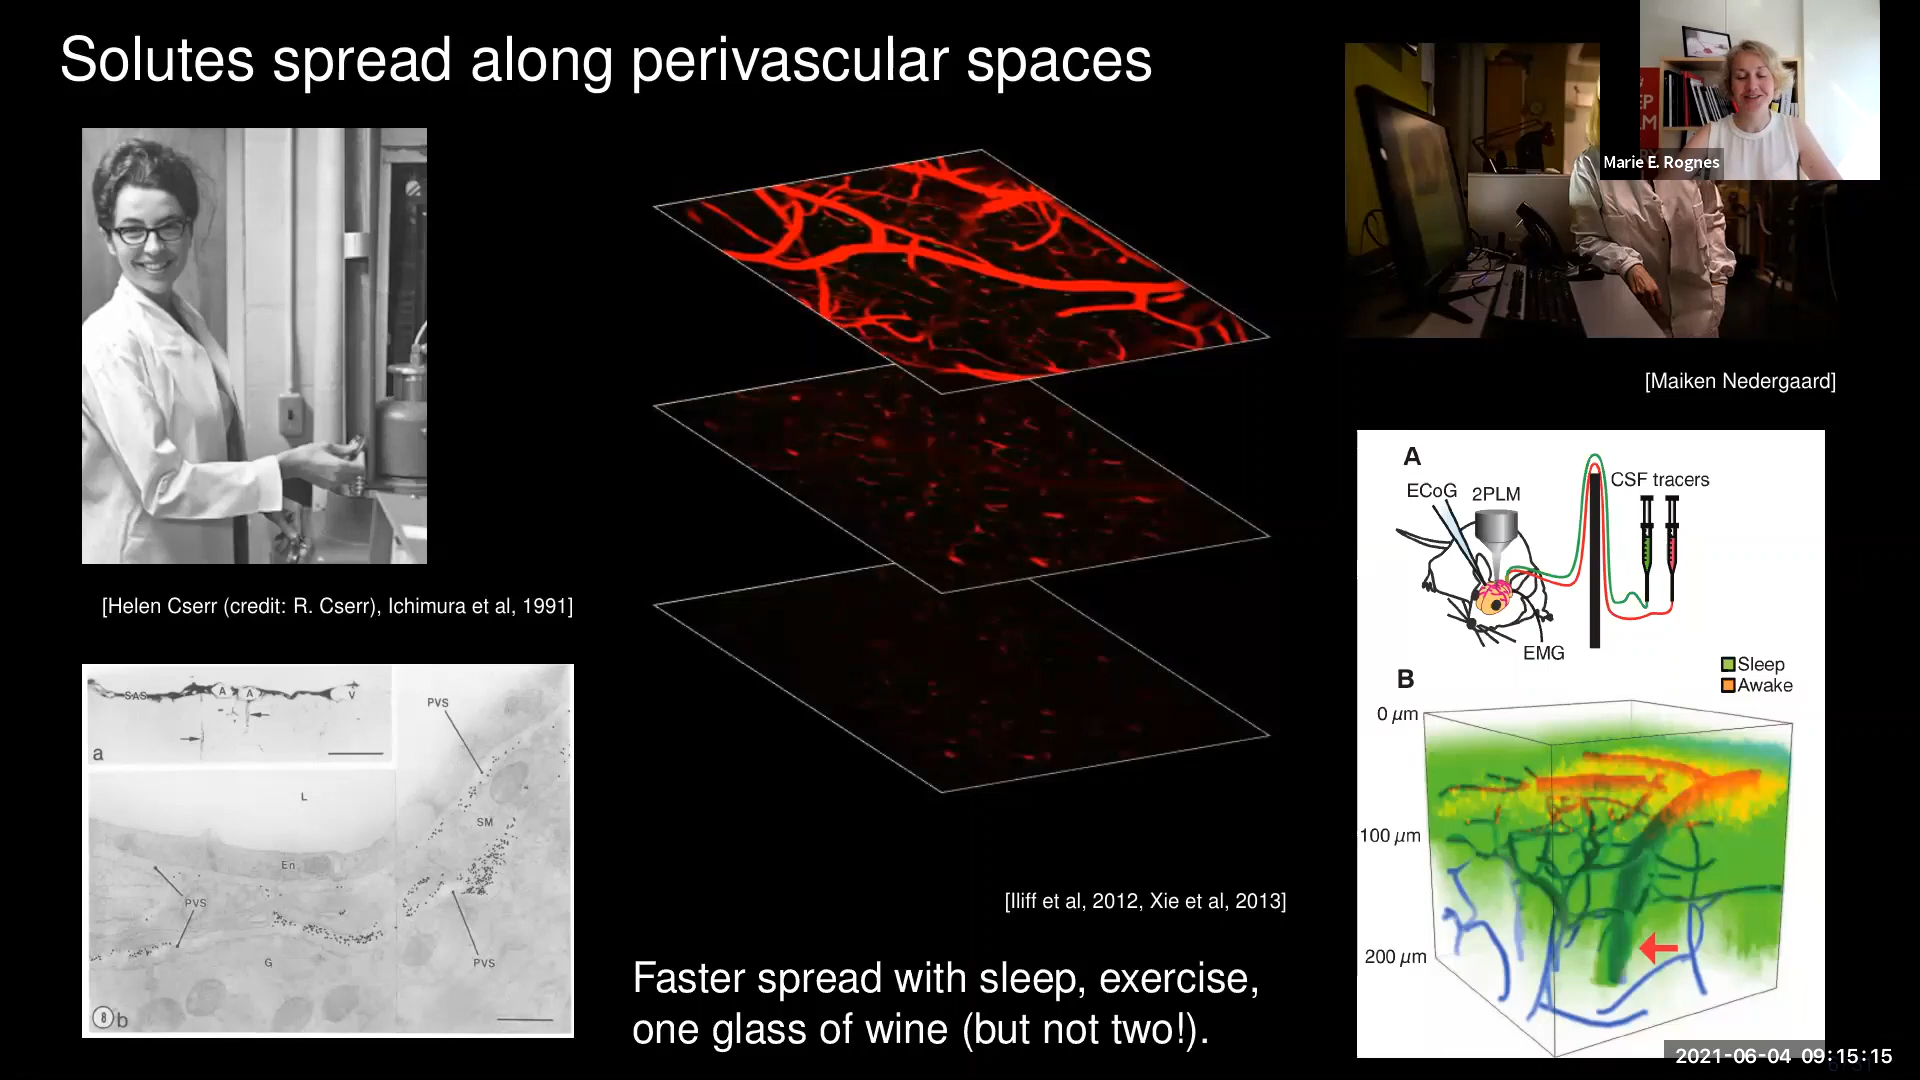 Solutes spread along perivascular spaces
Marie E. Rognes
[Maiken Nedergaard]
[Helen Cserr (credit: R. Cserr), Ichimura et al, 1991]
SAS
A
A
V
a
PVS
L
SM
En
PVS
G
PVS
8 b
[Iliff et al, 2012, Xie et al, 2013]
Faster spread with sleep, exercise,
one glass of wine (but not two!).
A
ECoG
2PLM
CSF tracers
EMG
Sleep
Awake
B
0 μm
100 μm
200 μm
2021-06-04 09:15:15